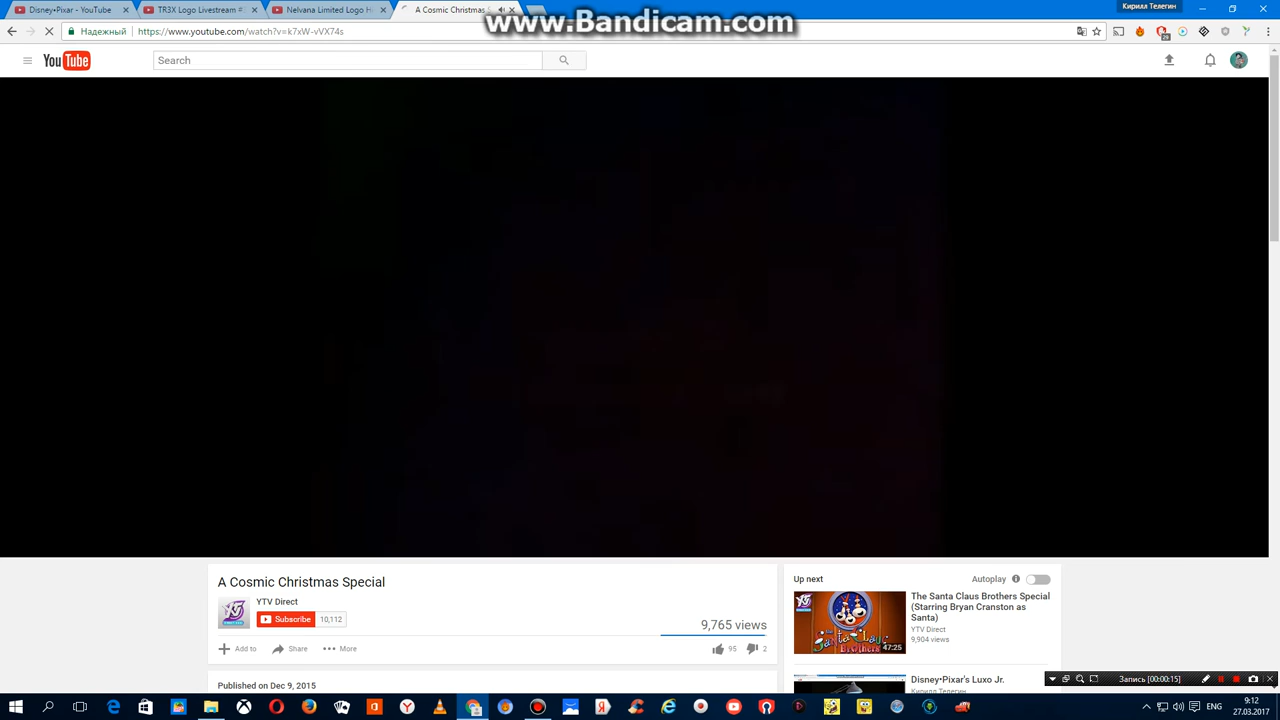 Disney•Pixar - YouTube
TR3X Logo Livestream #
Nelvana Limited Logo Hi
A Cosmic Christmas S
www.Bandicam.com
Кирилл Телегин
Надежный
https://www.youtube.com/watch?v=k7xW-vVX74s
29
YouTube
Search
A Cosmic Christmas Special
YTV Direct
Subscribe
10,112
9,765 views
Add to
Share
More
95
2
Published on Dec 9, 2015
Up next
Autoplay
The Santa Claus Brothers Special
(Starring Bryan Cranston as
Santa)
YTV Direct
9,904 views
47:25
Disney•Pixar's Luxo Jr.
Кирилл Телегин
Запись [00:00:15]
ENG
9:12
27.03.2017